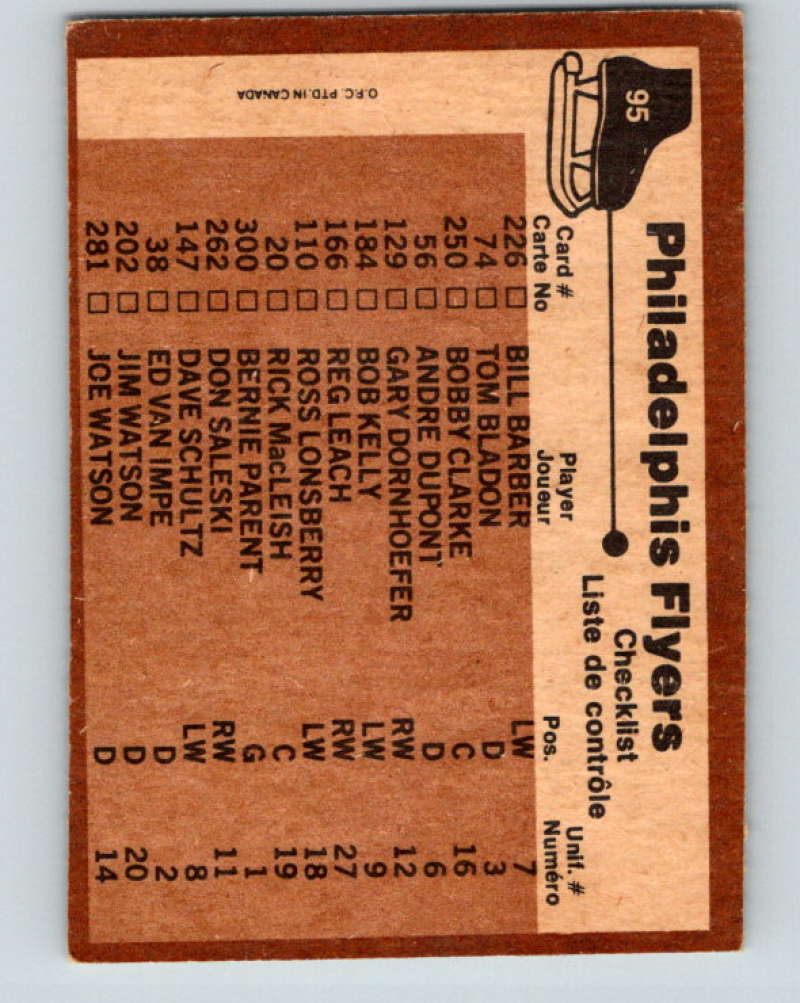 95
Philadelphis Flyers
Checklist
Liste de contrôle
Card # Player Pos. Unif. #
Carte No Joueur Numéro
226 □ BILL BARBER LW 7
74 □ TOM BLADON D 3
250 □ BOBBY CLARKE C 16
56 □ ANDRE DUPONT D 6
129 □ GARY DORNHOEFER RW 12
184 □ BOB KELLY LW 9
166 □ REG LEACH RW 27
110 □ ROSS LONSBERRY LW 18
20 □ RICK MacLEISH C 19
300 □ BERNIE PARENT G 1
262 □ DON SALESKI RW 11
147 □ DAVE SCHULTZ LW 8
38 □ ED VAN IMPE D 2
202 □ JIM WATSON D 20
281 □ JOE WATSON D 14
O.P.C. PTD. IN CANADA